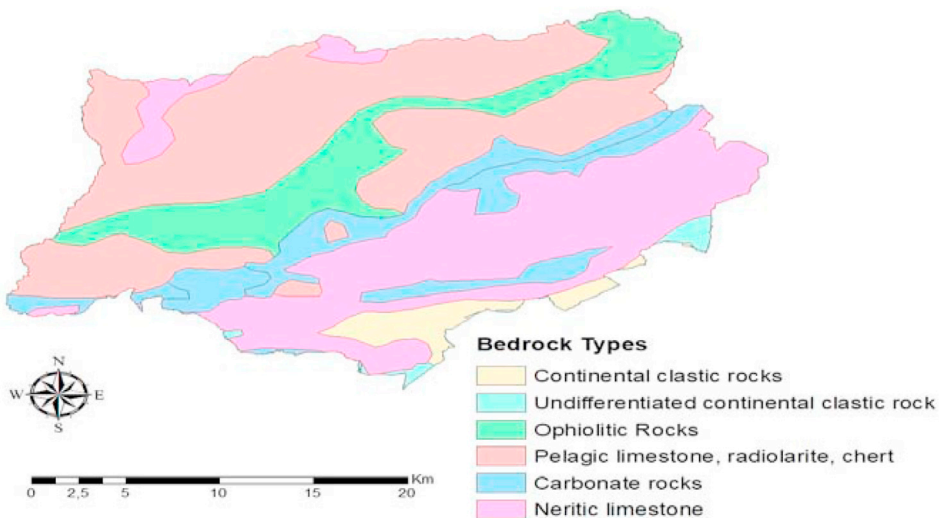 Bedrock Types
Continental clastic rocks
Undifferentiated continental clastic rock
Ophiolitic Rocks
Pelagic limestone, radiolarite, chert
Carbonate rocks
Neritic limestone
N
W E
S
Km
0 2,5 5 10 15 20